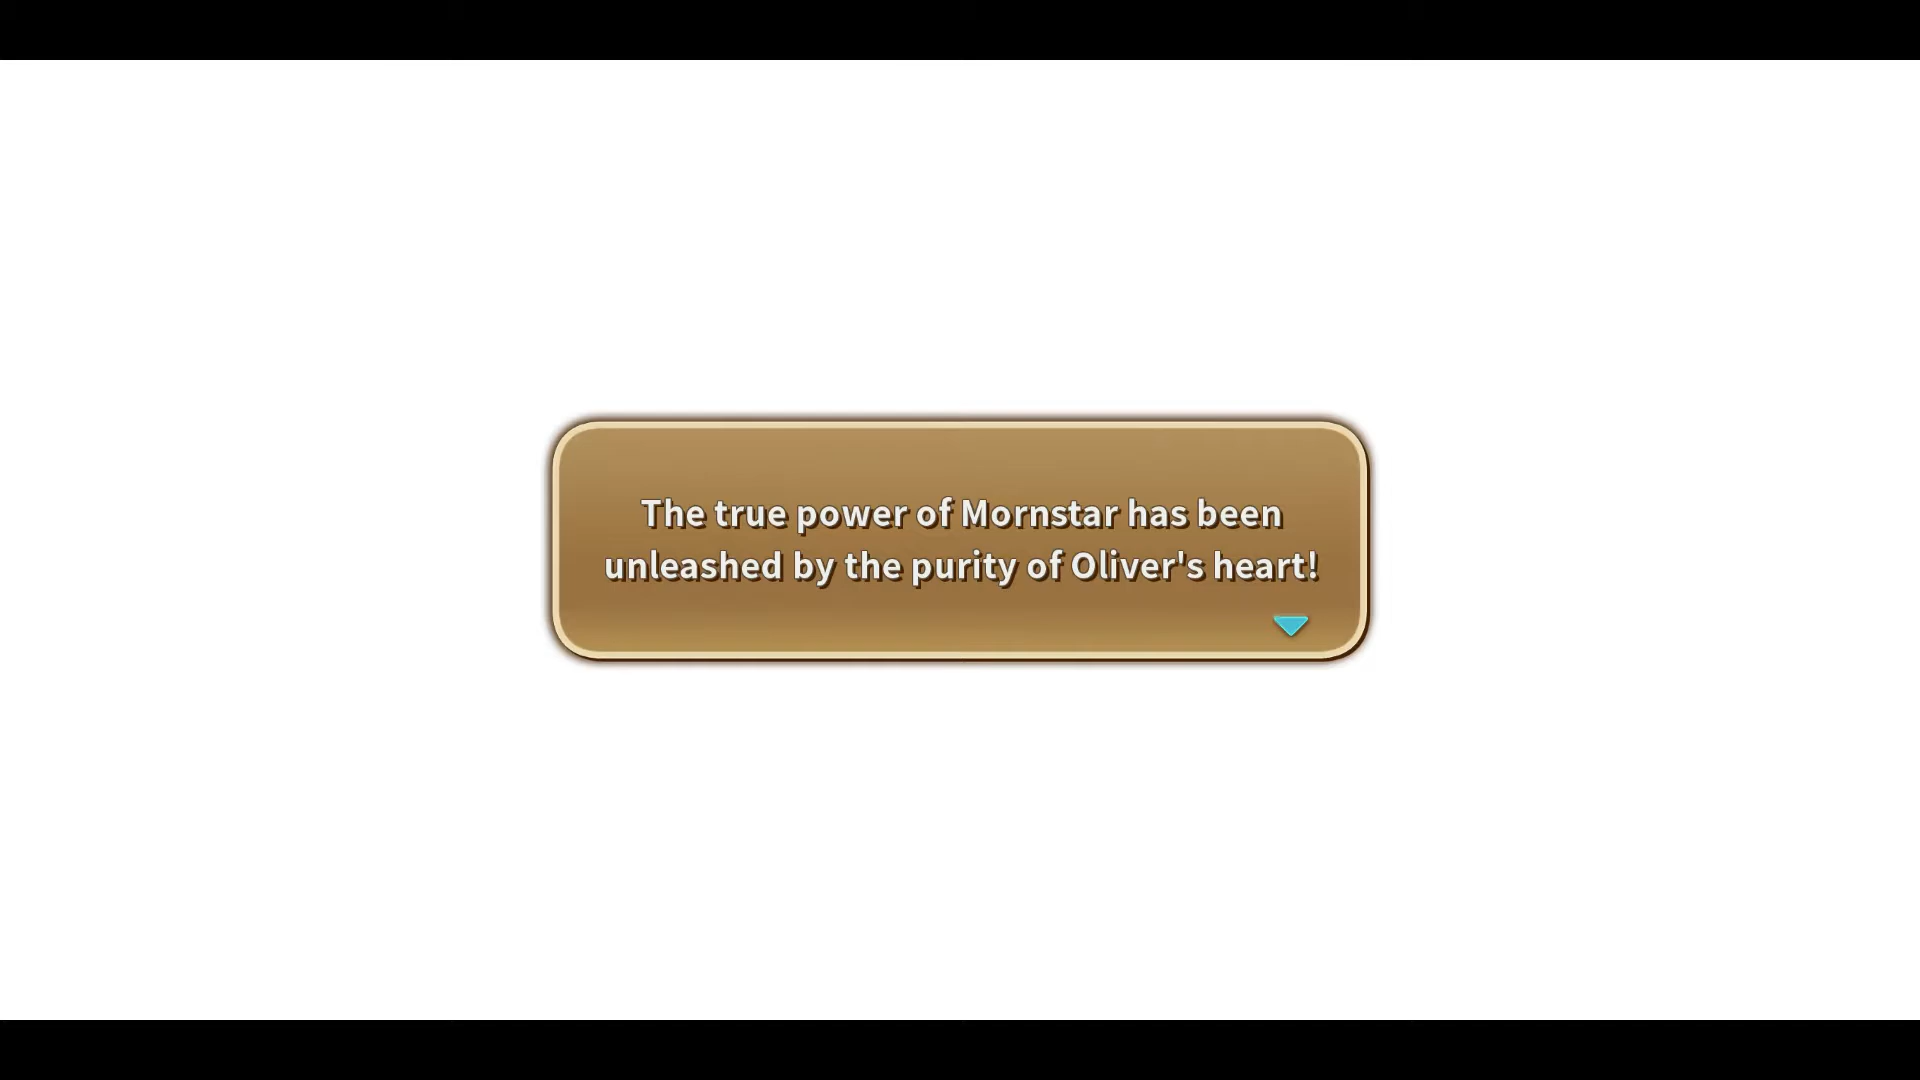 The true power of Mornstar has been
unleashed by the purity of Oliver's heart!